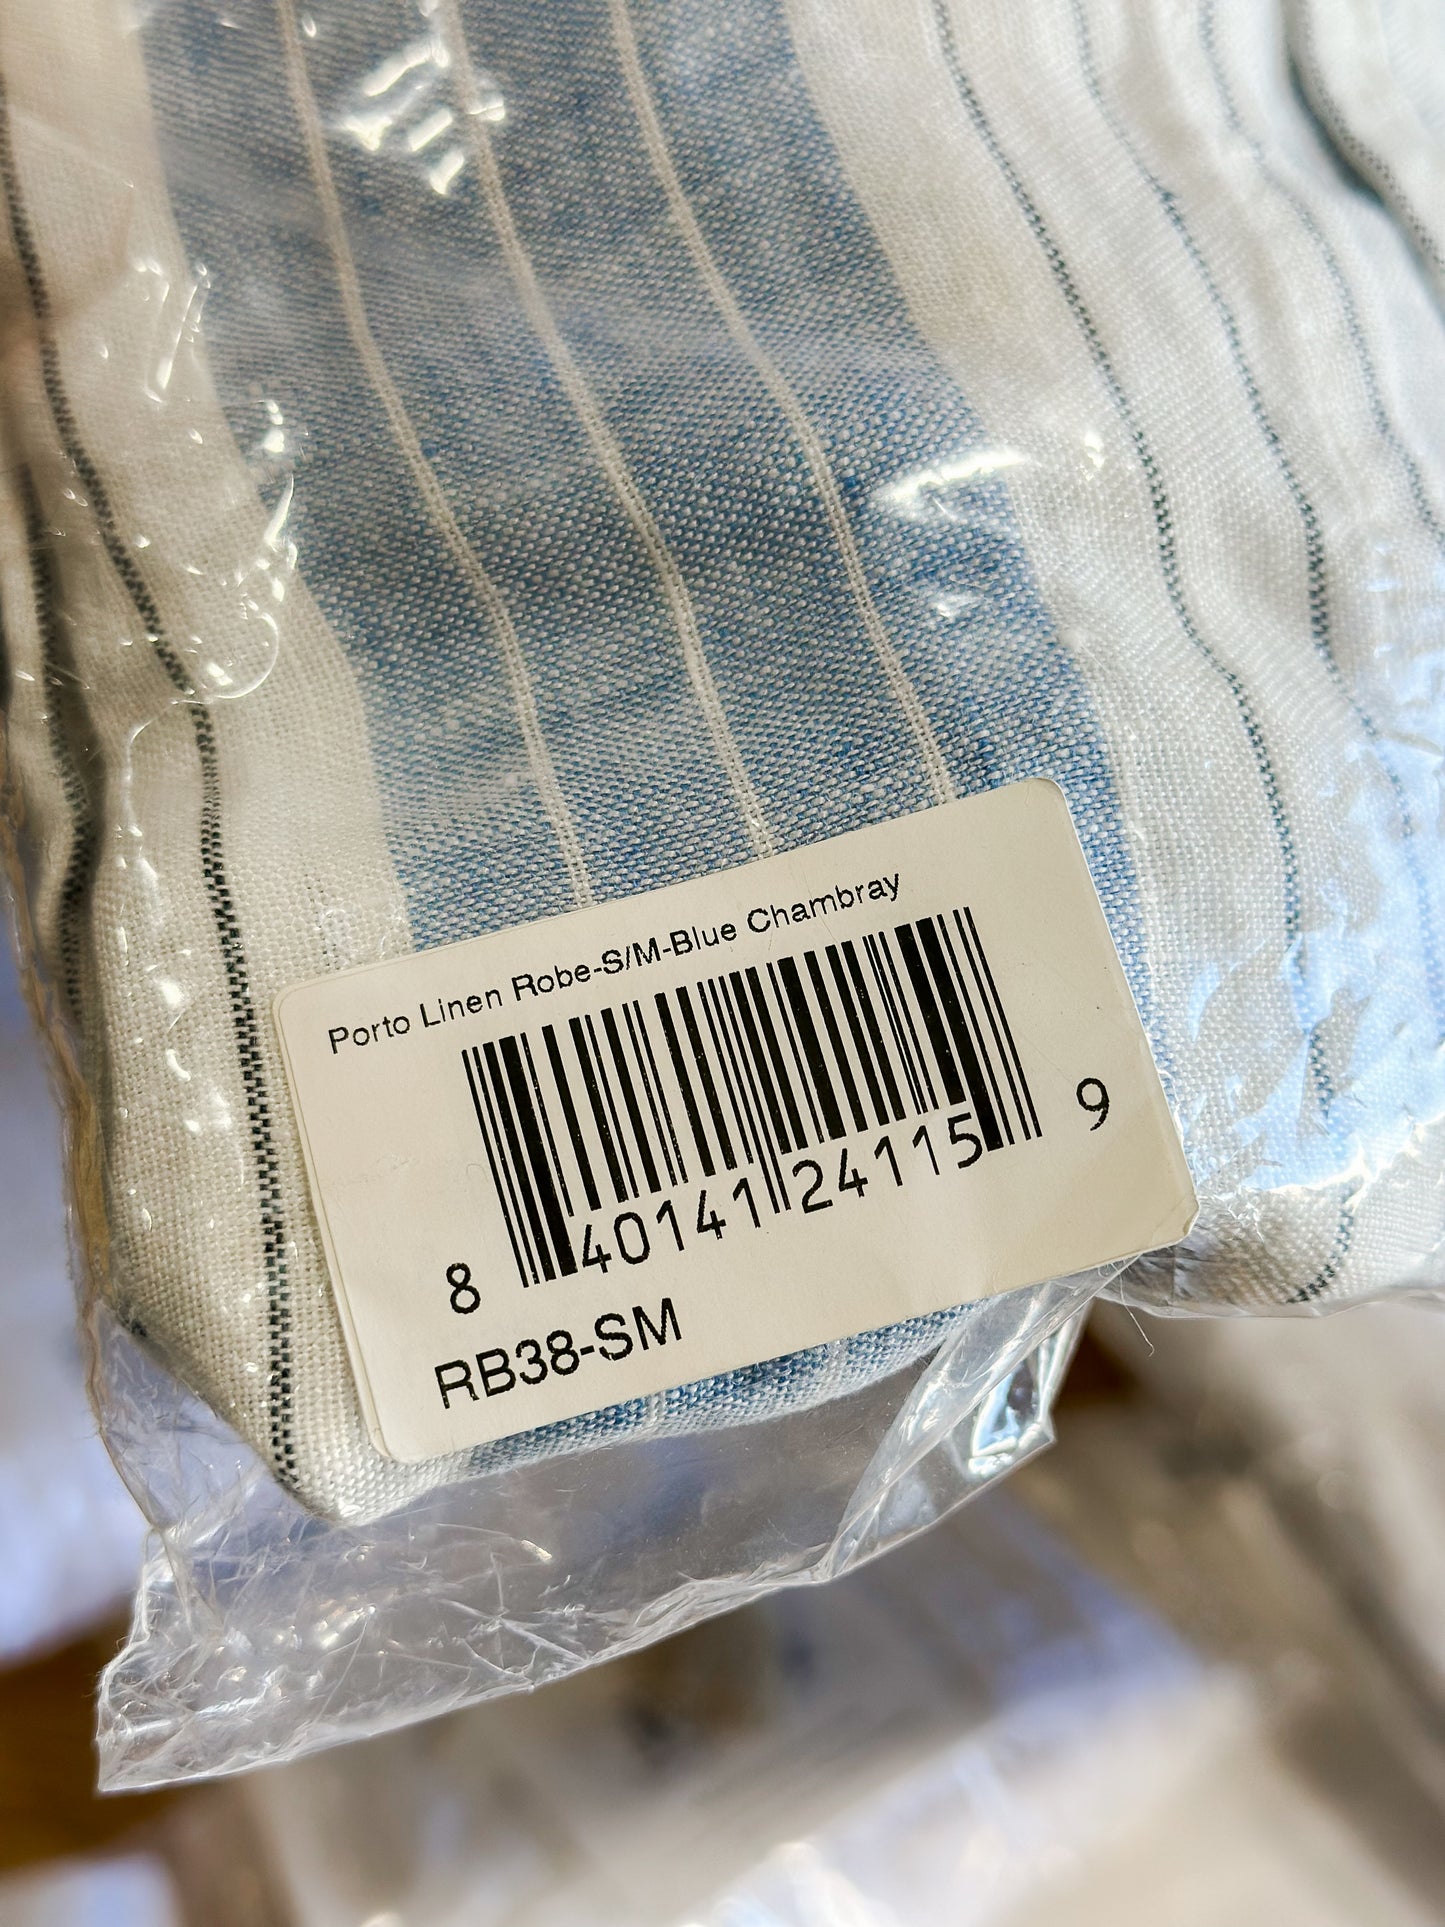 Porto Linen Robe-S/M-Blue Chambray
8 40141 24115 9
RB38-SM